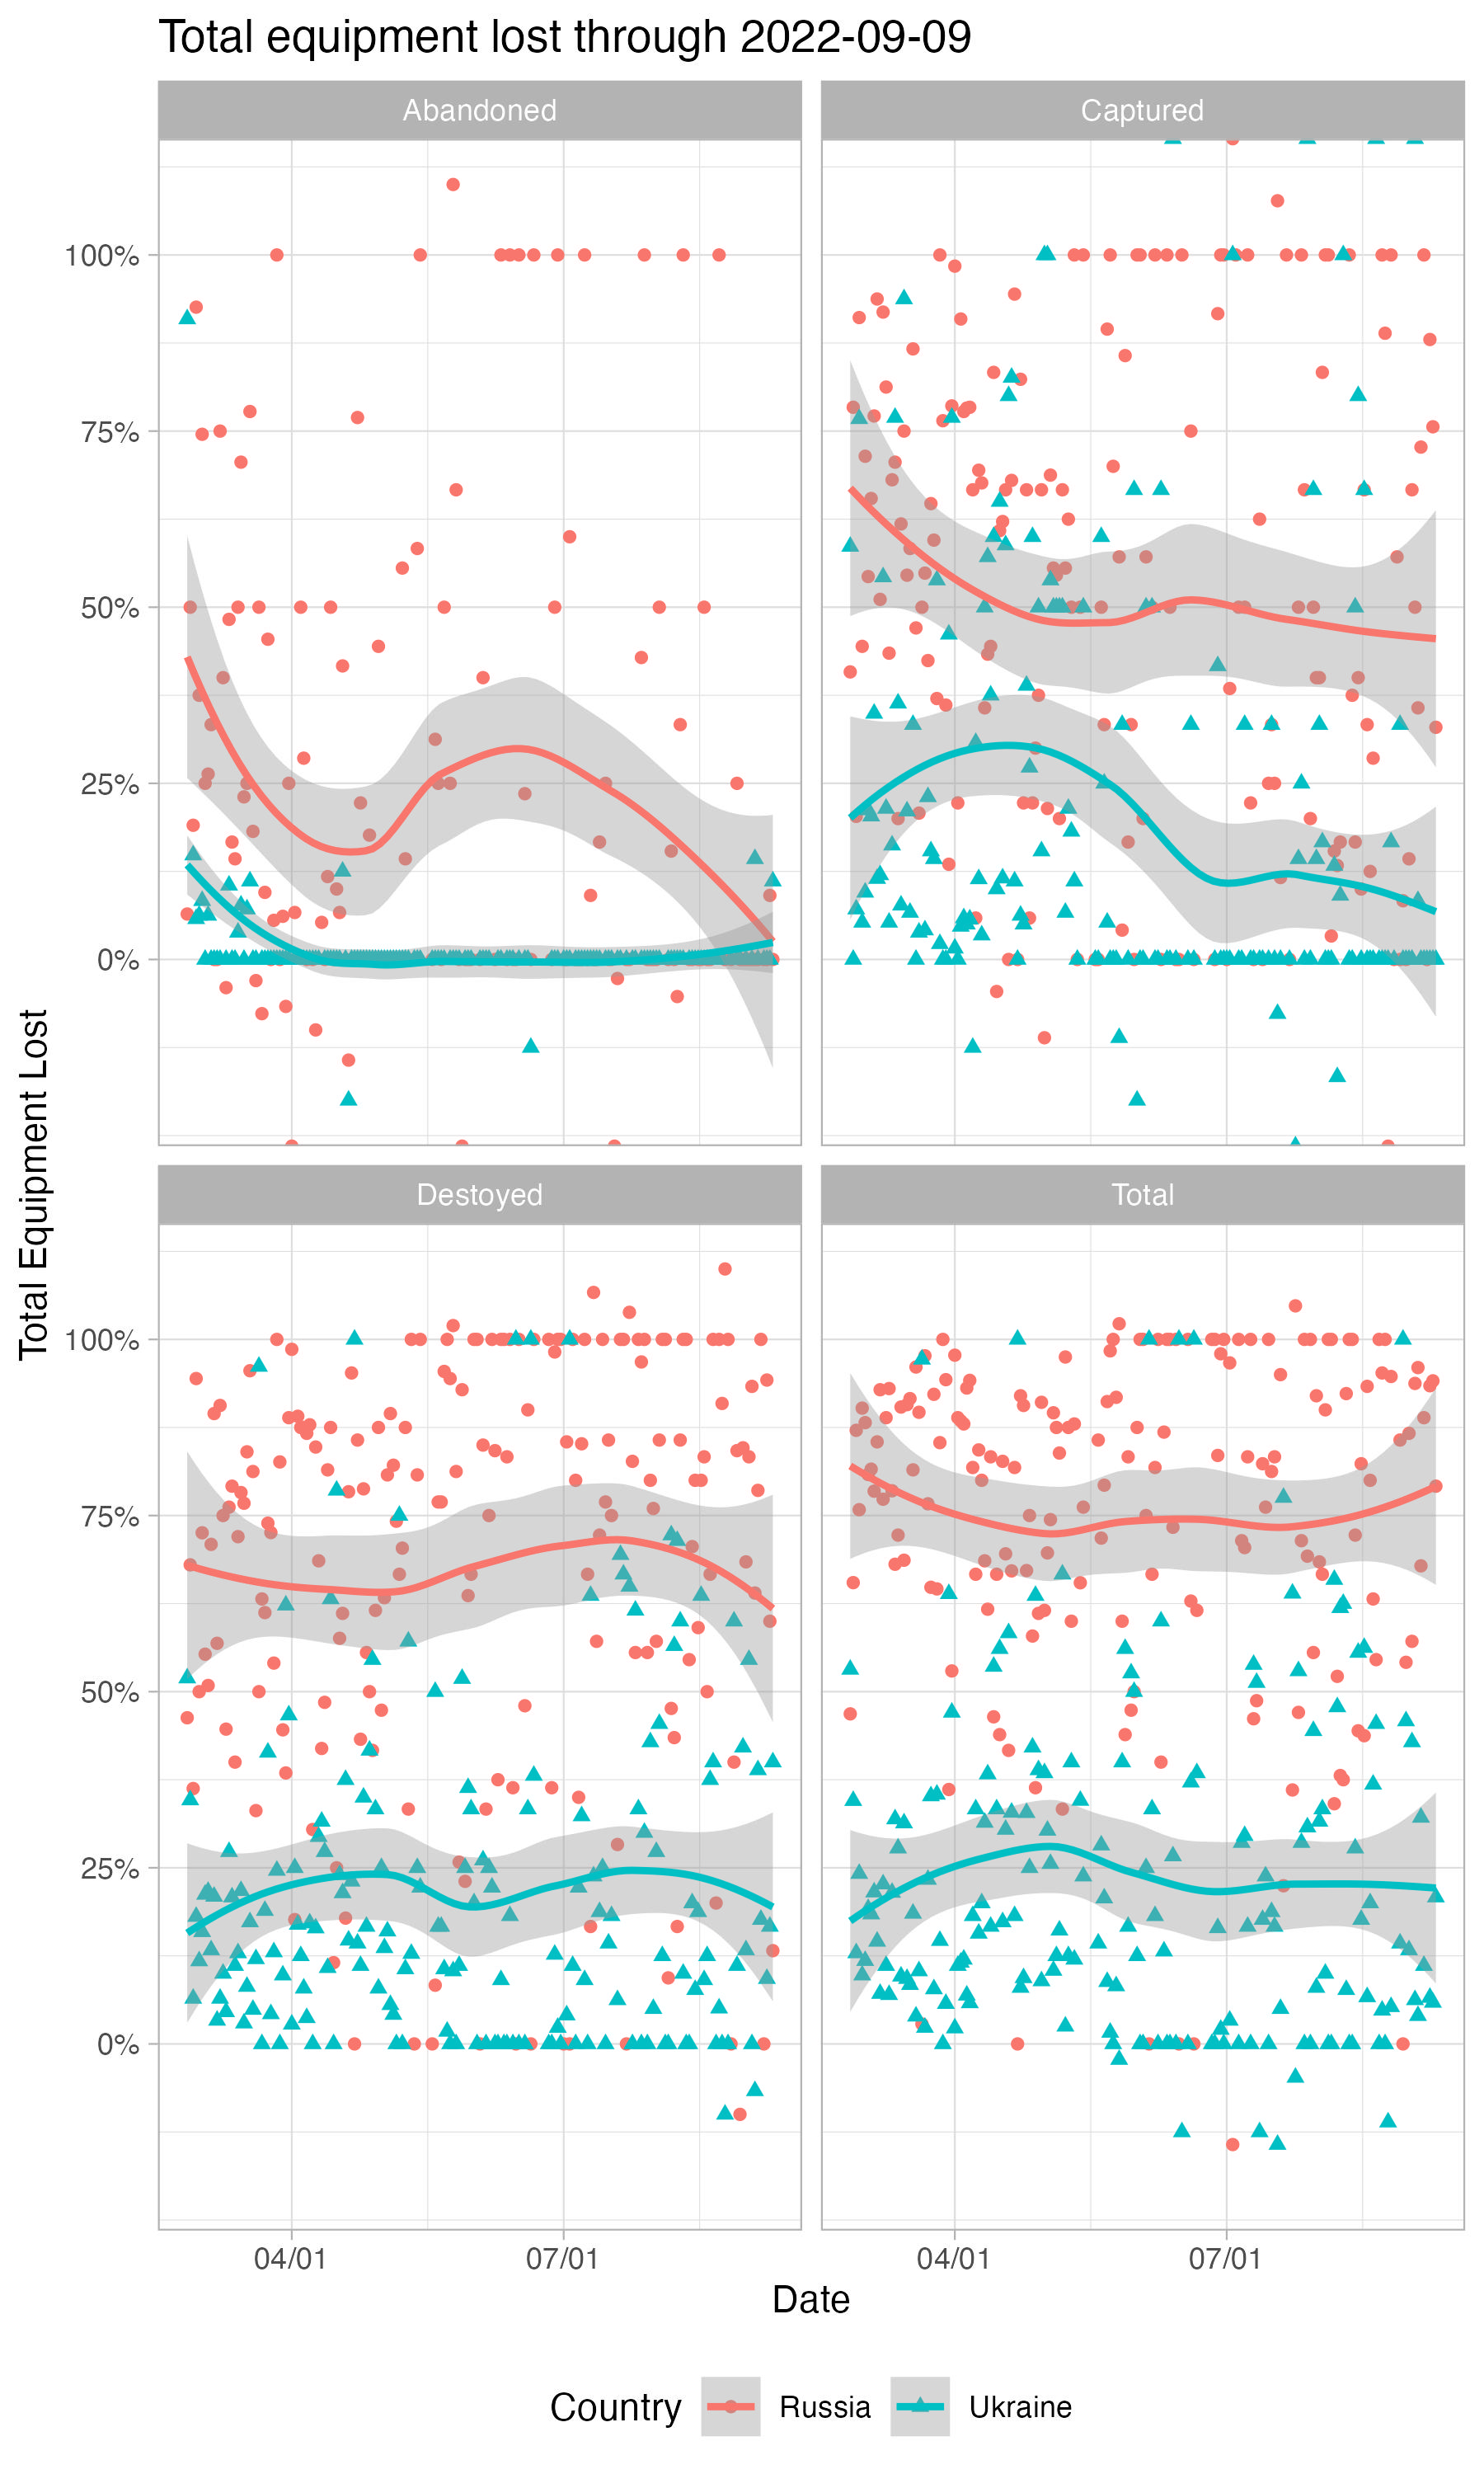 Total equipment lost through 2022-09-09
Abandoned
Captured
100%
75%
50%
25%
0%
Total Equipment Lost
Destoyed
Total
100%
75%
50%
25%
0%
04/01
07/01
04/01
07/01
Date
Country
Russia
Ukraine